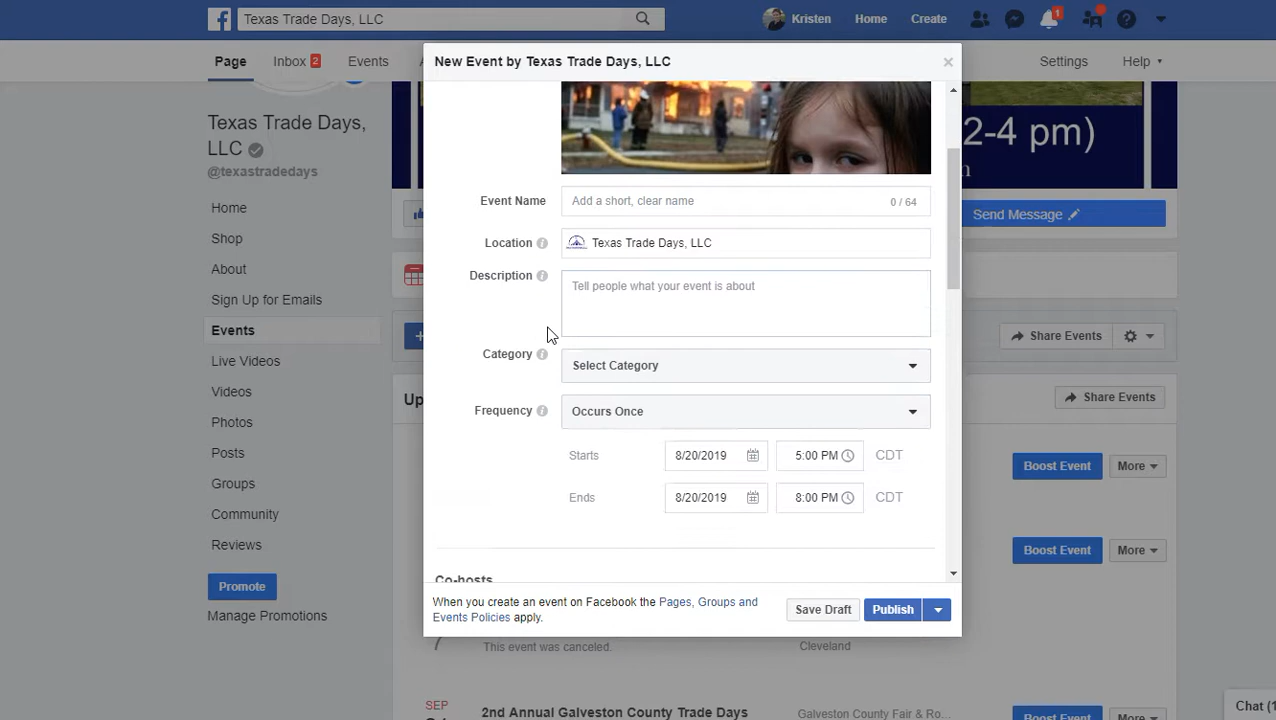 Texas Trade Days, LLC
Kristen Home Create 1
Page Inbox 2 Events Settings Help
New Event by Texas Trade Days, LLC
2-4 pm)
Texas Trade Days,
LLC
@texastradedays
Send Message
Home
Shop
About
Sign Up for Emails
Events
Live Videos
Videos
Photos
Posts
Groups
Community
Reviews
Promote
Manage Promotions
Event Name Add a short, clear name 0 / 64
Location Texas Trade Days, LLC
Description Tell people what your event is about
Category Select Category
Frequency Occurs Once
Starts 8/20/2019 5:00 PM CDT
Ends 8/20/2019 8:00 PM CDT
Co-hosts
When you create an event on Facebook the Pages, Groups and
Events Policies apply.
Save Draft Publish
Share Events
Share Events
Boost Event More
Boost Event More
7 This event was canceled. Cleveland
SEP 2nd Annual Galveston County Trade Days Galveston County Fair & Ro...
Boost Event More
Chat (1